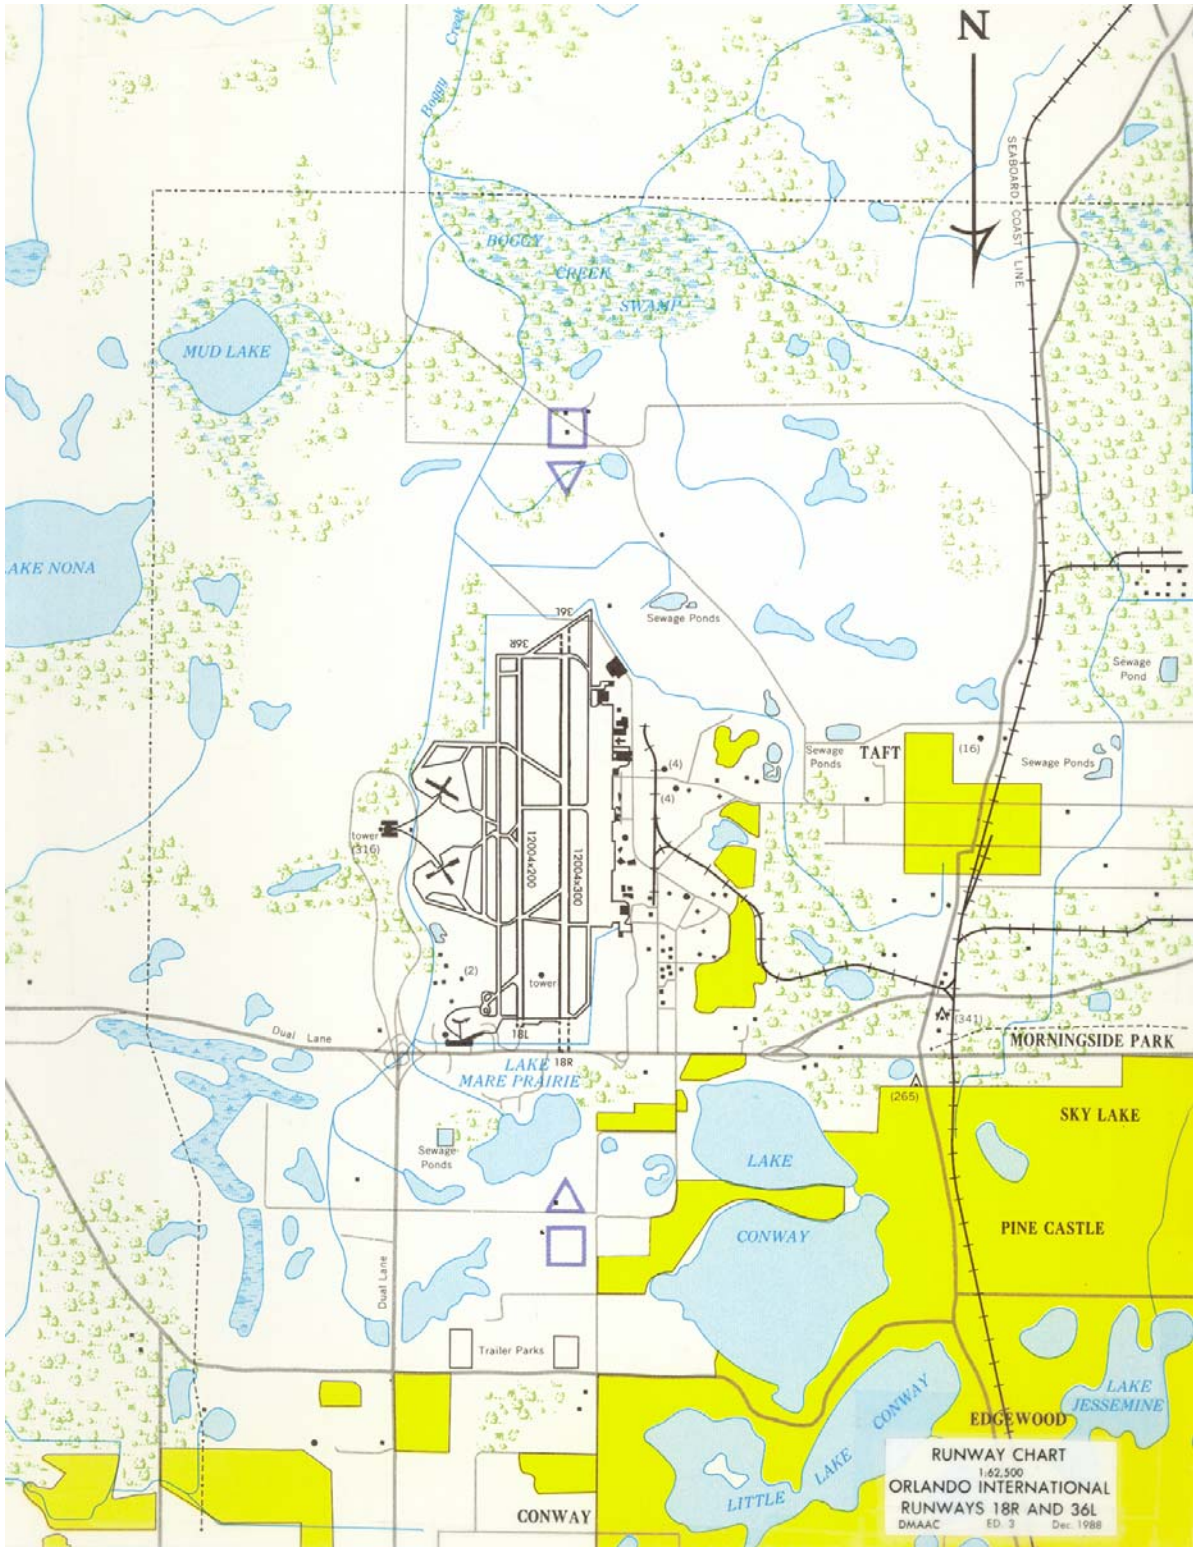 N
Creek
Boggy
SEABOARD COAST LINE
BOGGY
CREEK
SWAMP
MUD LAKE
AKE NONA
36L
36R
Sewage Ponds
Sewage
Pond
TAFT
(16)
Sewage
Ponds
Sewage Ponds
(4)
(4)
tower
(316)
12004x200
12004x300
(2)
tower
Dual Lane
18L
18R
(341)
MORNINGSIDE PARK
LAKE
MARE PRAIRIE
(265)
SKY LAKE
Sewage
Ponds
LAKE
CONWAY
PINE CASTLE
Dual Lane
Trailer Parks
LAKE
JESSEMINE
EDGEWOOD
LITTLE LAKE CONWAY
CONWAY
RUNWAY CHART
1:62,500
ORLANDO INTERNATIONAL
RUNWAYS 18R AND 36L
DMAAC ED. 3 Dec. 1988